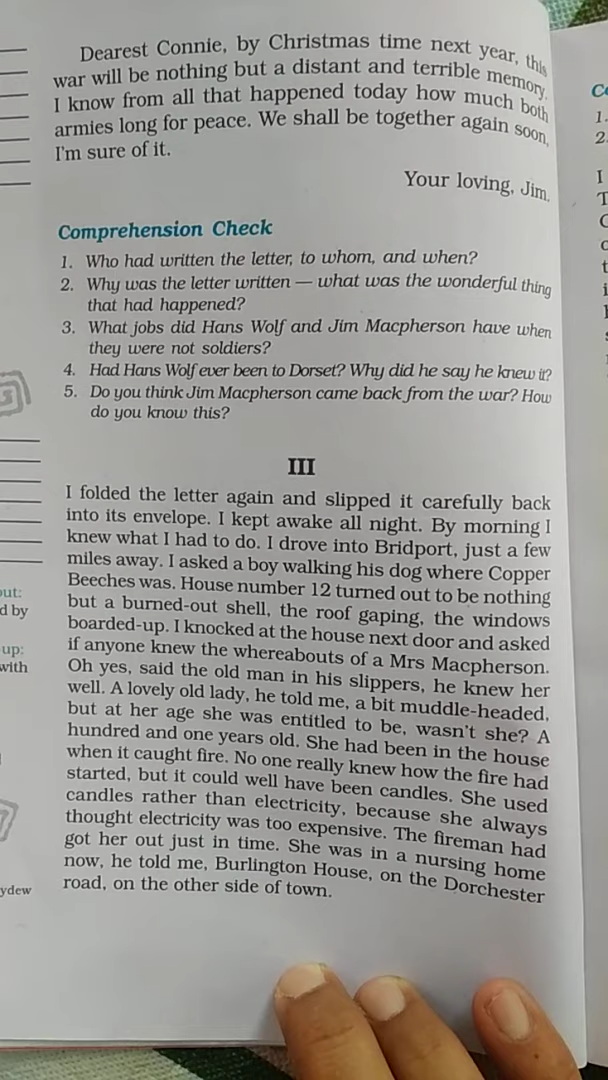 Dearest Connie, by Christmas time next year, this
war will be nothing but a distant and terrible memory.
I know from all that happened today how much both
armies long for peace. We shall be together again soon,
I'm sure of it.
Your loving, Jim.
Comprehension Check
1. Who had written the letter, to whom, and when?
2. Why was the letter written — what was the wonderful thing
that had happened?
3. What jobs did Hans Wolf and Jim Macpherson have when
they were not soldiers?
4. Had Hans Wolf ever been to Dorset? Why did he say he knew it?
5. Do you think Jim Macpherson came back from the war? How
do you know this?
III
I folded the letter again and slipped it carefully back
into its envelope. I kept awake all night. By morning I
knew what I had to do. I drove into Bridport, just a few
miles away. I asked a boy walking his dog where Copper
Beeches was. House number 12 turned out to be nothing
but a burned-out shell, the roof gaping, the windows
boarded-up. I knocked at the house next door and asked
if anyone knew the whereabouts of a Mrs Macpherson.
Oh yes, said the old man in his slippers, he knew her
well. A lovely old lady, he told me, a bit muddle-headed,
but at her age she was entitled to be, wasn't she? A
hundred and one years old. She had been in the house
when it caught fire. No one really knew how the fire had
started, but it could well have been candles. She used
candles rather than electricity, because she always
thought electricity was too expensive. The fireman had
got her out just in time. She was in a nursing home
now, he told me, Burlington House, on the Dorchester
road, on the other side of town.
out:
d by
up:
with
ydew
1.
2.
I